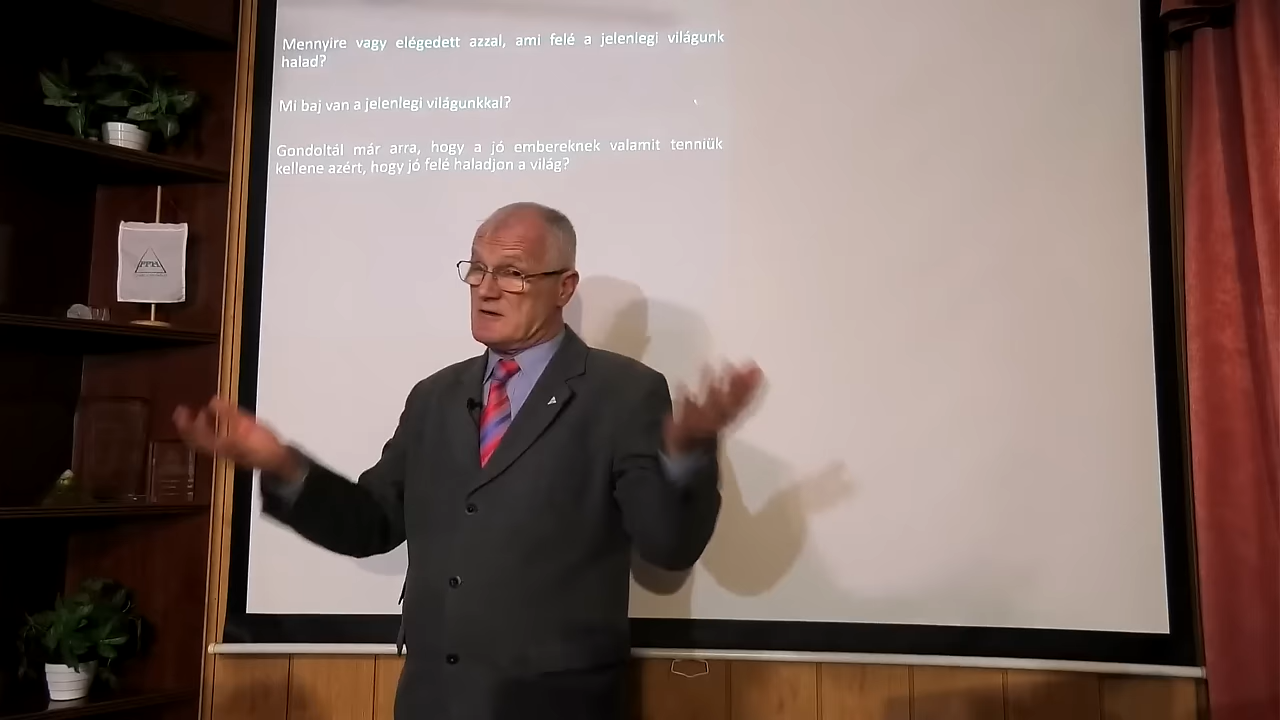 Mennyire vagy elégedett azzal, ami felé a jelenlegi világunk
halad?
Mi baj van a jelenlegi világunkkal?
Gondoltál már arra, hogy a jó embereknek valamit tenniük
kellene azért, hogy jó felé haladjon a világ?